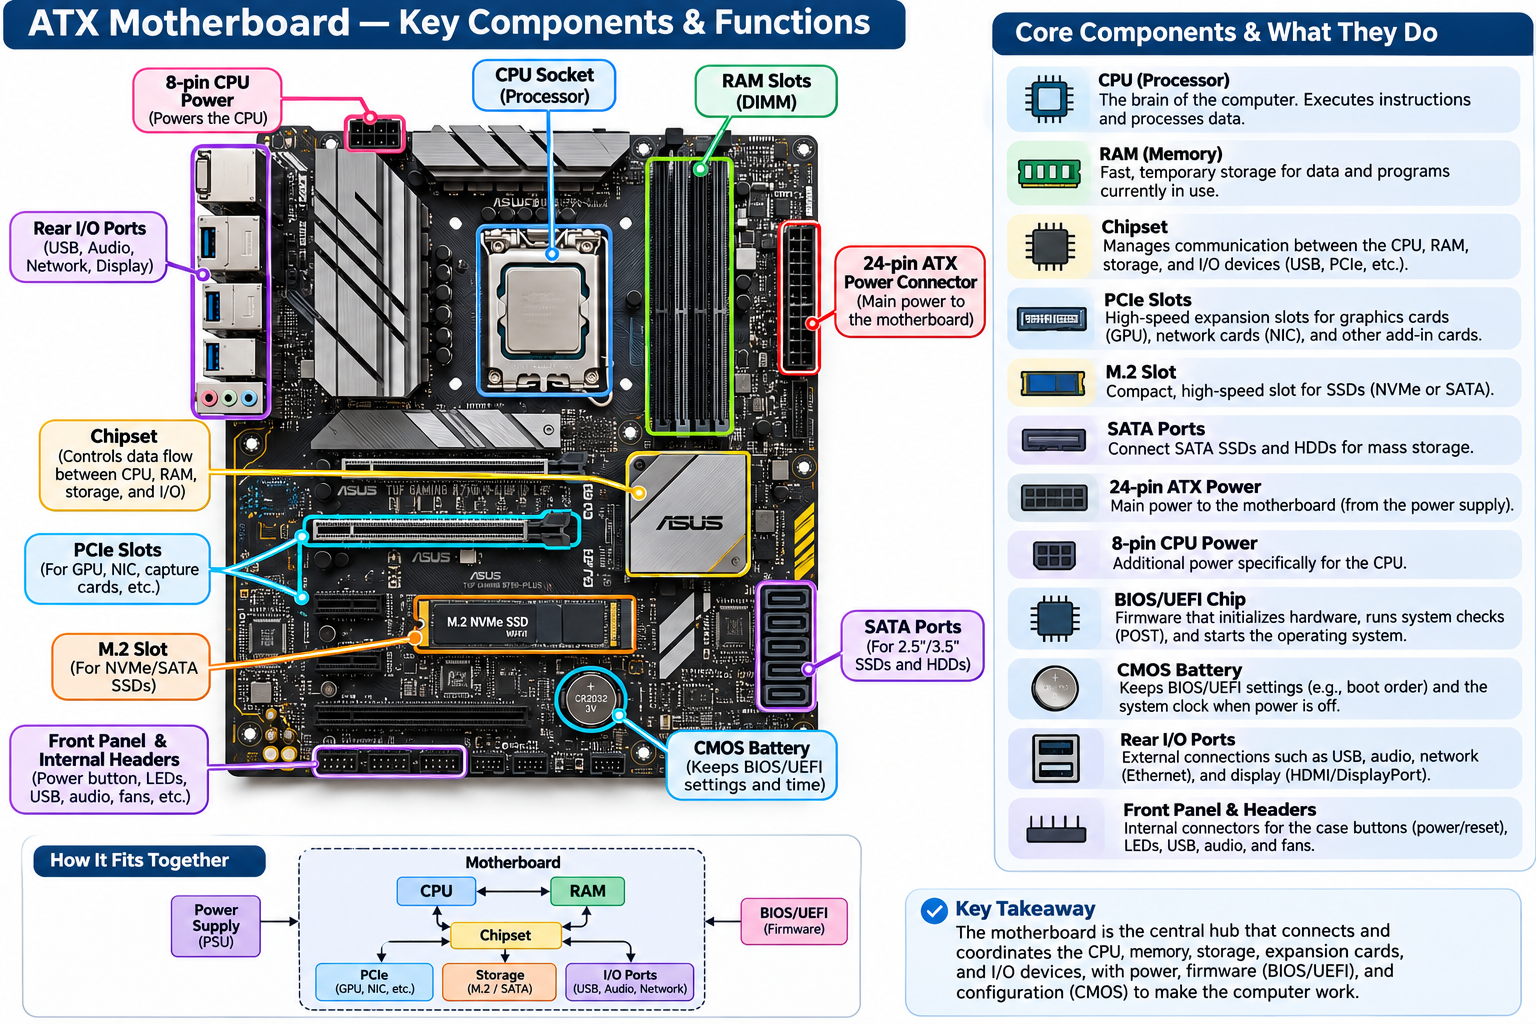 ATX Motherboard — Key Components & Functions
8-pin CPU
Power
(Powers the CPU)
CPU Socket
(Processor)
RAM Slots
(DIMM)
Rear I/O Ports
(USB, Audio,
Network, Display)
24-pin ATX
Power Connector
(Main power to
the motherboard)
Chipset
(Controls data flow
between CPU, RAM,
storage, and I/O)
ASUS
TUF GAMING
ASUS
ASUS
ASUS
PCIe Slots
(For GPU, NIC, capture
cards, etc.)
M.2 NVMe SSD
M.2 Slot
(For NVMe/SATA
SSDs)
SATA Ports
(For 2.5"/3.5"
SSDs and HDDs)
+
CR2032
3V
Front Panel &
Internal Headers
(Power button, LEDs,
USB, audio, fans, etc.)
CMOS Battery
(Keeps BIOS/UEFI
settings and time)
Core Components & What They Do
CPU (Processor)
The brain of the computer. Executes instructions
and processes data.
RAM (Memory)
Fast, temporary storage for data and programs
currently in use.
Chipset
Manages communication between the CPU, RAM,
storage, and I/O devices (USB, PCIe, etc.).
PCIe Slots
High-speed expansion slots for graphics cards
(GPU), network cards (NIC), and other add-in cards.
M.2 Slot
Compact, high-speed slot for SSDs (NVMe or SATA).
SATA Ports
Connect SATA SSDs and HDDs for mass storage.
24-pin ATX Power
Main power to the motherboard (from the power supply).
8-pin CPU Power
Additional power specifically for the CPU.
BIOS/UEFI Chip
Firmware that initializes hardware, runs system checks
(POST), and starts the operating system.
CMOS Battery
Keeps BIOS/UEFI settings (e.g., boot order) and the
system clock when power is off.
Rear I/O Ports
External connections such as USB, audio, network
(Ethernet), and display (HDMI/DisplayPort).
Front Panel & Headers
Internal connectors for the case buttons (power/reset),
LEDs, USB, audio, and fans.
How It Fits Together
Motherboard
CPU
RAM
Power
Supply
(PSU)
BIOS/UEFI
(Firmware)
Chipset
PCIe
(GPU, NIC, etc.)
Storage
(M.2 / SATA)
I/O Ports
(USB, Audio, Network)
Key Takeaway
The motherboard is the central hub that connects and
coordinates the CPU, memory, storage, expansion cards,
and I/O devices, with power, firmware (BIOS/UEFI), and
configuration (CMOS) to make the computer work.